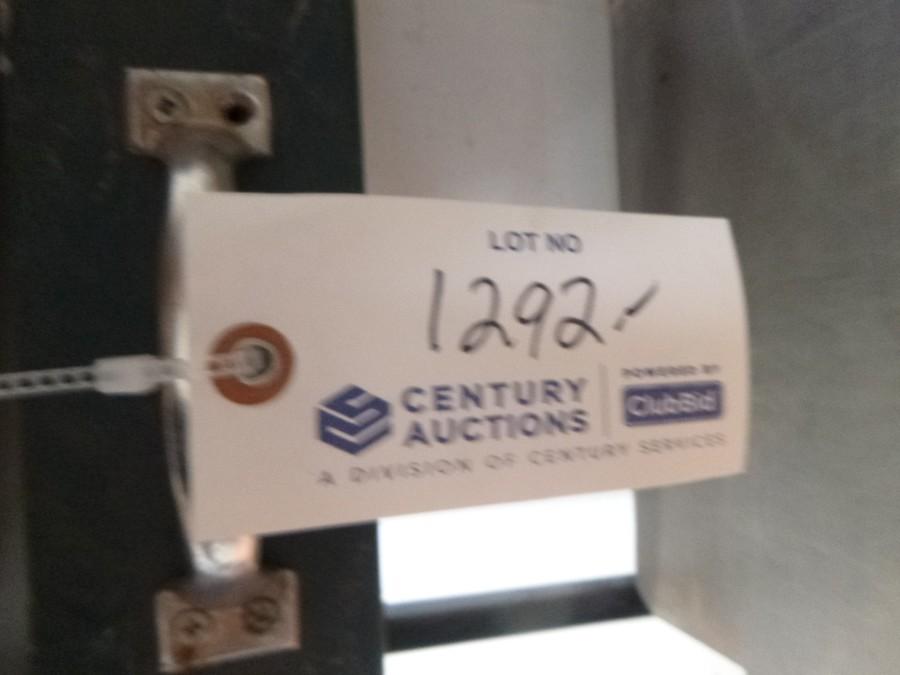 LOT NO
1292-
CENTURY AUCTIONS
POWERED BY
ClubBid
A DIVISION OF CENTURY SERVICES